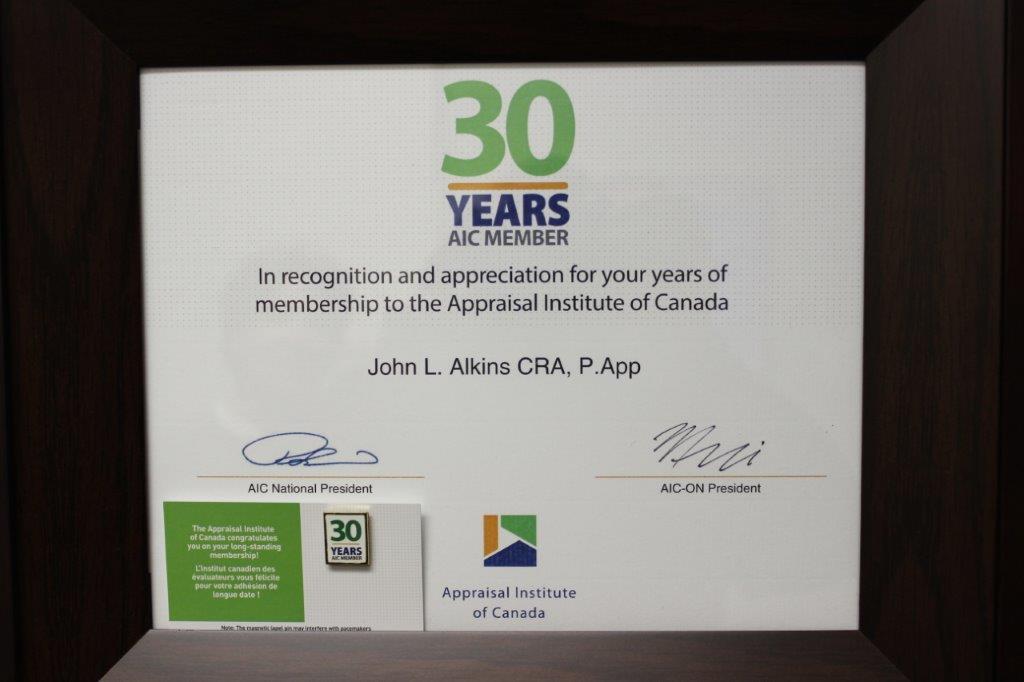 30
YEARS
AIC MEMBER
In recognition and appreciation for your years of
membership to the Appraisal Institute of Canada
John L. Alkins CRA, P.App
AIC National President
AIC-ON President
The Appraisal Institute
of Canada congratulates
you on your long-standing
membership!
L'Institut canadien des
évaluateurs vous félicite
pour votre adhésion de
longue date !
30
YEARS
AIC MEMBER
Note: The magnetic lapel pin may interfere with pacemakers
Appraisal Institute
of Canada